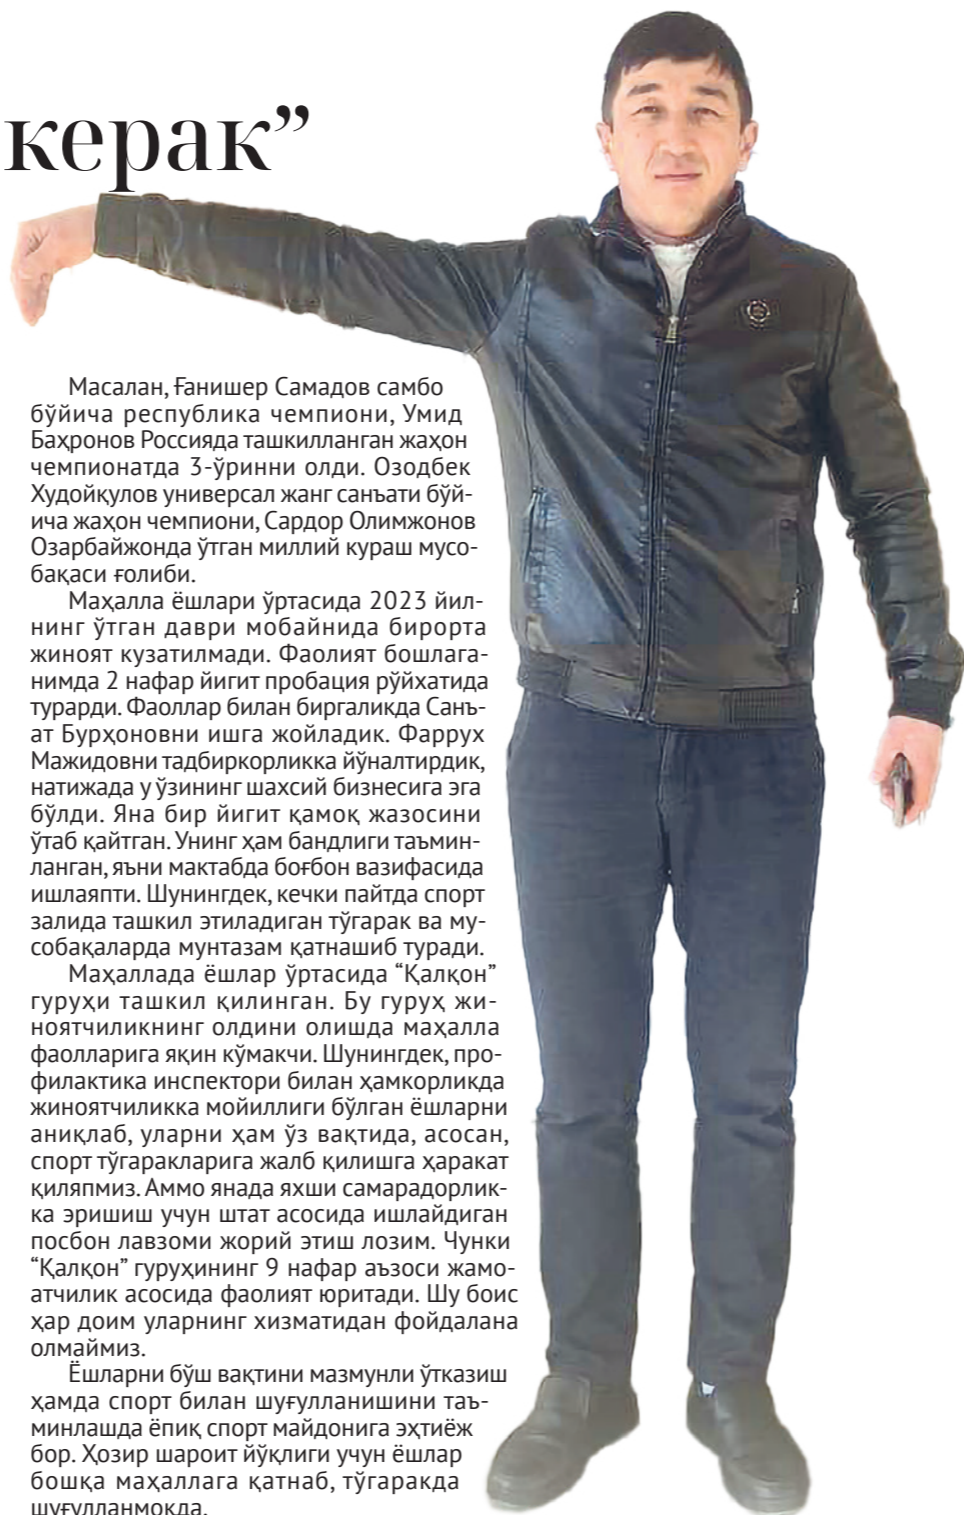 керак”
Масалан, Ғанишер Самадов самбо
бўйича республика чемпиони, Умид
Баҳронов Россияда ташкилланган жаҳон
чемпионатда 3-ўринни олди. Озодбек
Худойқулов универсал жанг санъати бўй-
ича жаҳон чемпиони, Сардор Олимжонов
Озарбайжонда ўтган миллий кураш мусо-
бақаси ғолиби.
Маҳалла ёшлари ўртасида 2023 йил-
нинг ўтган даври мобайнида бирорта
жиноят кузатилмади. Фаолият бошлага-
нимда 2 нафар йигит пробация рўйхатида
турарди. Фаоллар билан биргаликда Санъ-
ат Бурҳоновни ишга жойладик. Фаррух
Мажидовни тадбиркорликка йўналтирдик,
натижада у ўзининг шахсий бизнесига эга
бўлди. Яна бир йигит қамоқ жазосини
ўтаб қайтган. Унинг ҳам бандлиги таъмин-
ланган, яъни мактабда боғбон вазифасида
ишлаяпти. Шунингдек, кечки пайтда спорт
залида ташкил этиладиган тўгарак ва му-
собақаларда мунтазам қатнашиб туради.
Маҳаллада ёшлар ўртасида “Қалқон”
гуруҳи ташкил қилинган. Бу гуруҳ жи-
ноятчиликнинг олдини олишда маҳалла
фаолларига яқин кўмакчи. Шунингдек, про-
филактика инспектори билан ҳамкорликда
жиноятчиликка мойиллиги бўлган ёшларни
аниқлаб, уларни ҳам ўз вақтида, асосан,
спорт тўгаракларига жалб қилишга ҳаракат
қиляпмиз. Аммо янада яхши самарадорлик-
ка эришиш учун штат асосида ишлайдиган
посбон лавзоми жорий этиш лозим. Чунки
“Қалқон” гуруҳининг 9 нафар аъзоси жамо-
атчилик асосида фаолият юритади. Шу боис
ҳар доим уларнинг хизматидан фойдалана
олмаймиз.
Ёшларни бўш вақтини мазмунли ўтказиш
ҳамда спорт билан шуғулланишини таъ-
минлашда ёпиқ спорт майдонига эҳтиёж
бор. Ҳозир шароит йўқлиги учун ёшлар
бошқа маҳаллага қатнаб, тўгаракда
шуғулланмоқда.